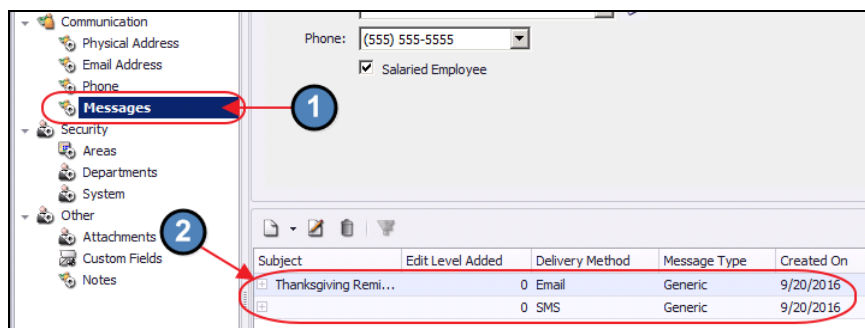 Communication
Physical Address
Email Address
Phone
Messages
Security
Areas
Departments
System
Other
Attachments
Custom Fields
Notes
1
2
Phone: (555) 555-5555
Salaried Employee
Subject Edit Level Added Delivery Method Message Type Created On
Thanksgiving Remi... 0 Email Generic 9/20/2016
0 SMS Generic 9/20/2016